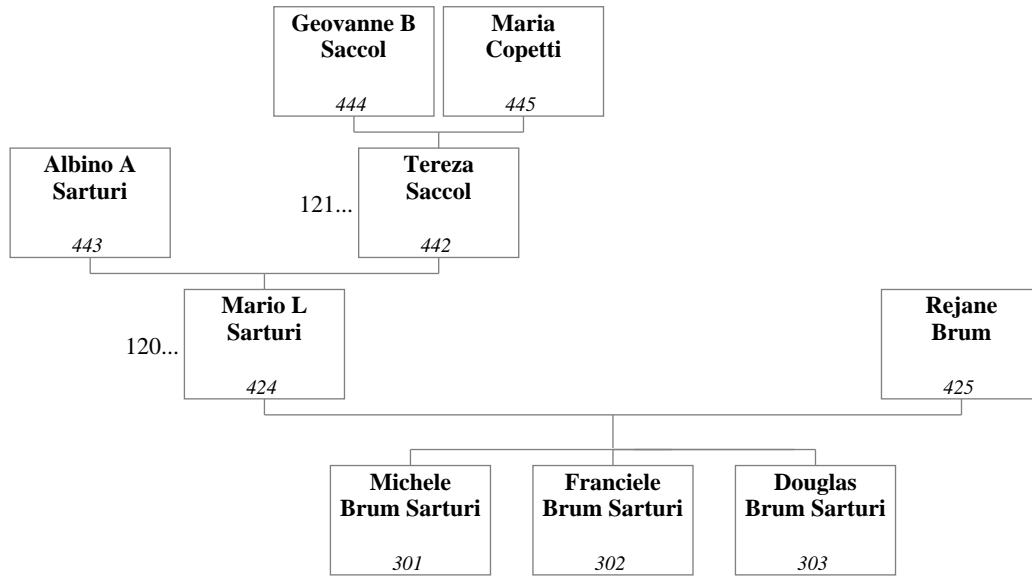 Geovanne B
Saccol
444
Maria
Copetti
445
Albino A
Sarturi
443
121...
Tereza
Saccol
442
120...
Mario L
Sarturi
424
Rejane
Brum
425
Michele
Brum Sarturi
301
Franciele
Brum Sarturi
302
Douglas
Brum Sarturi
303